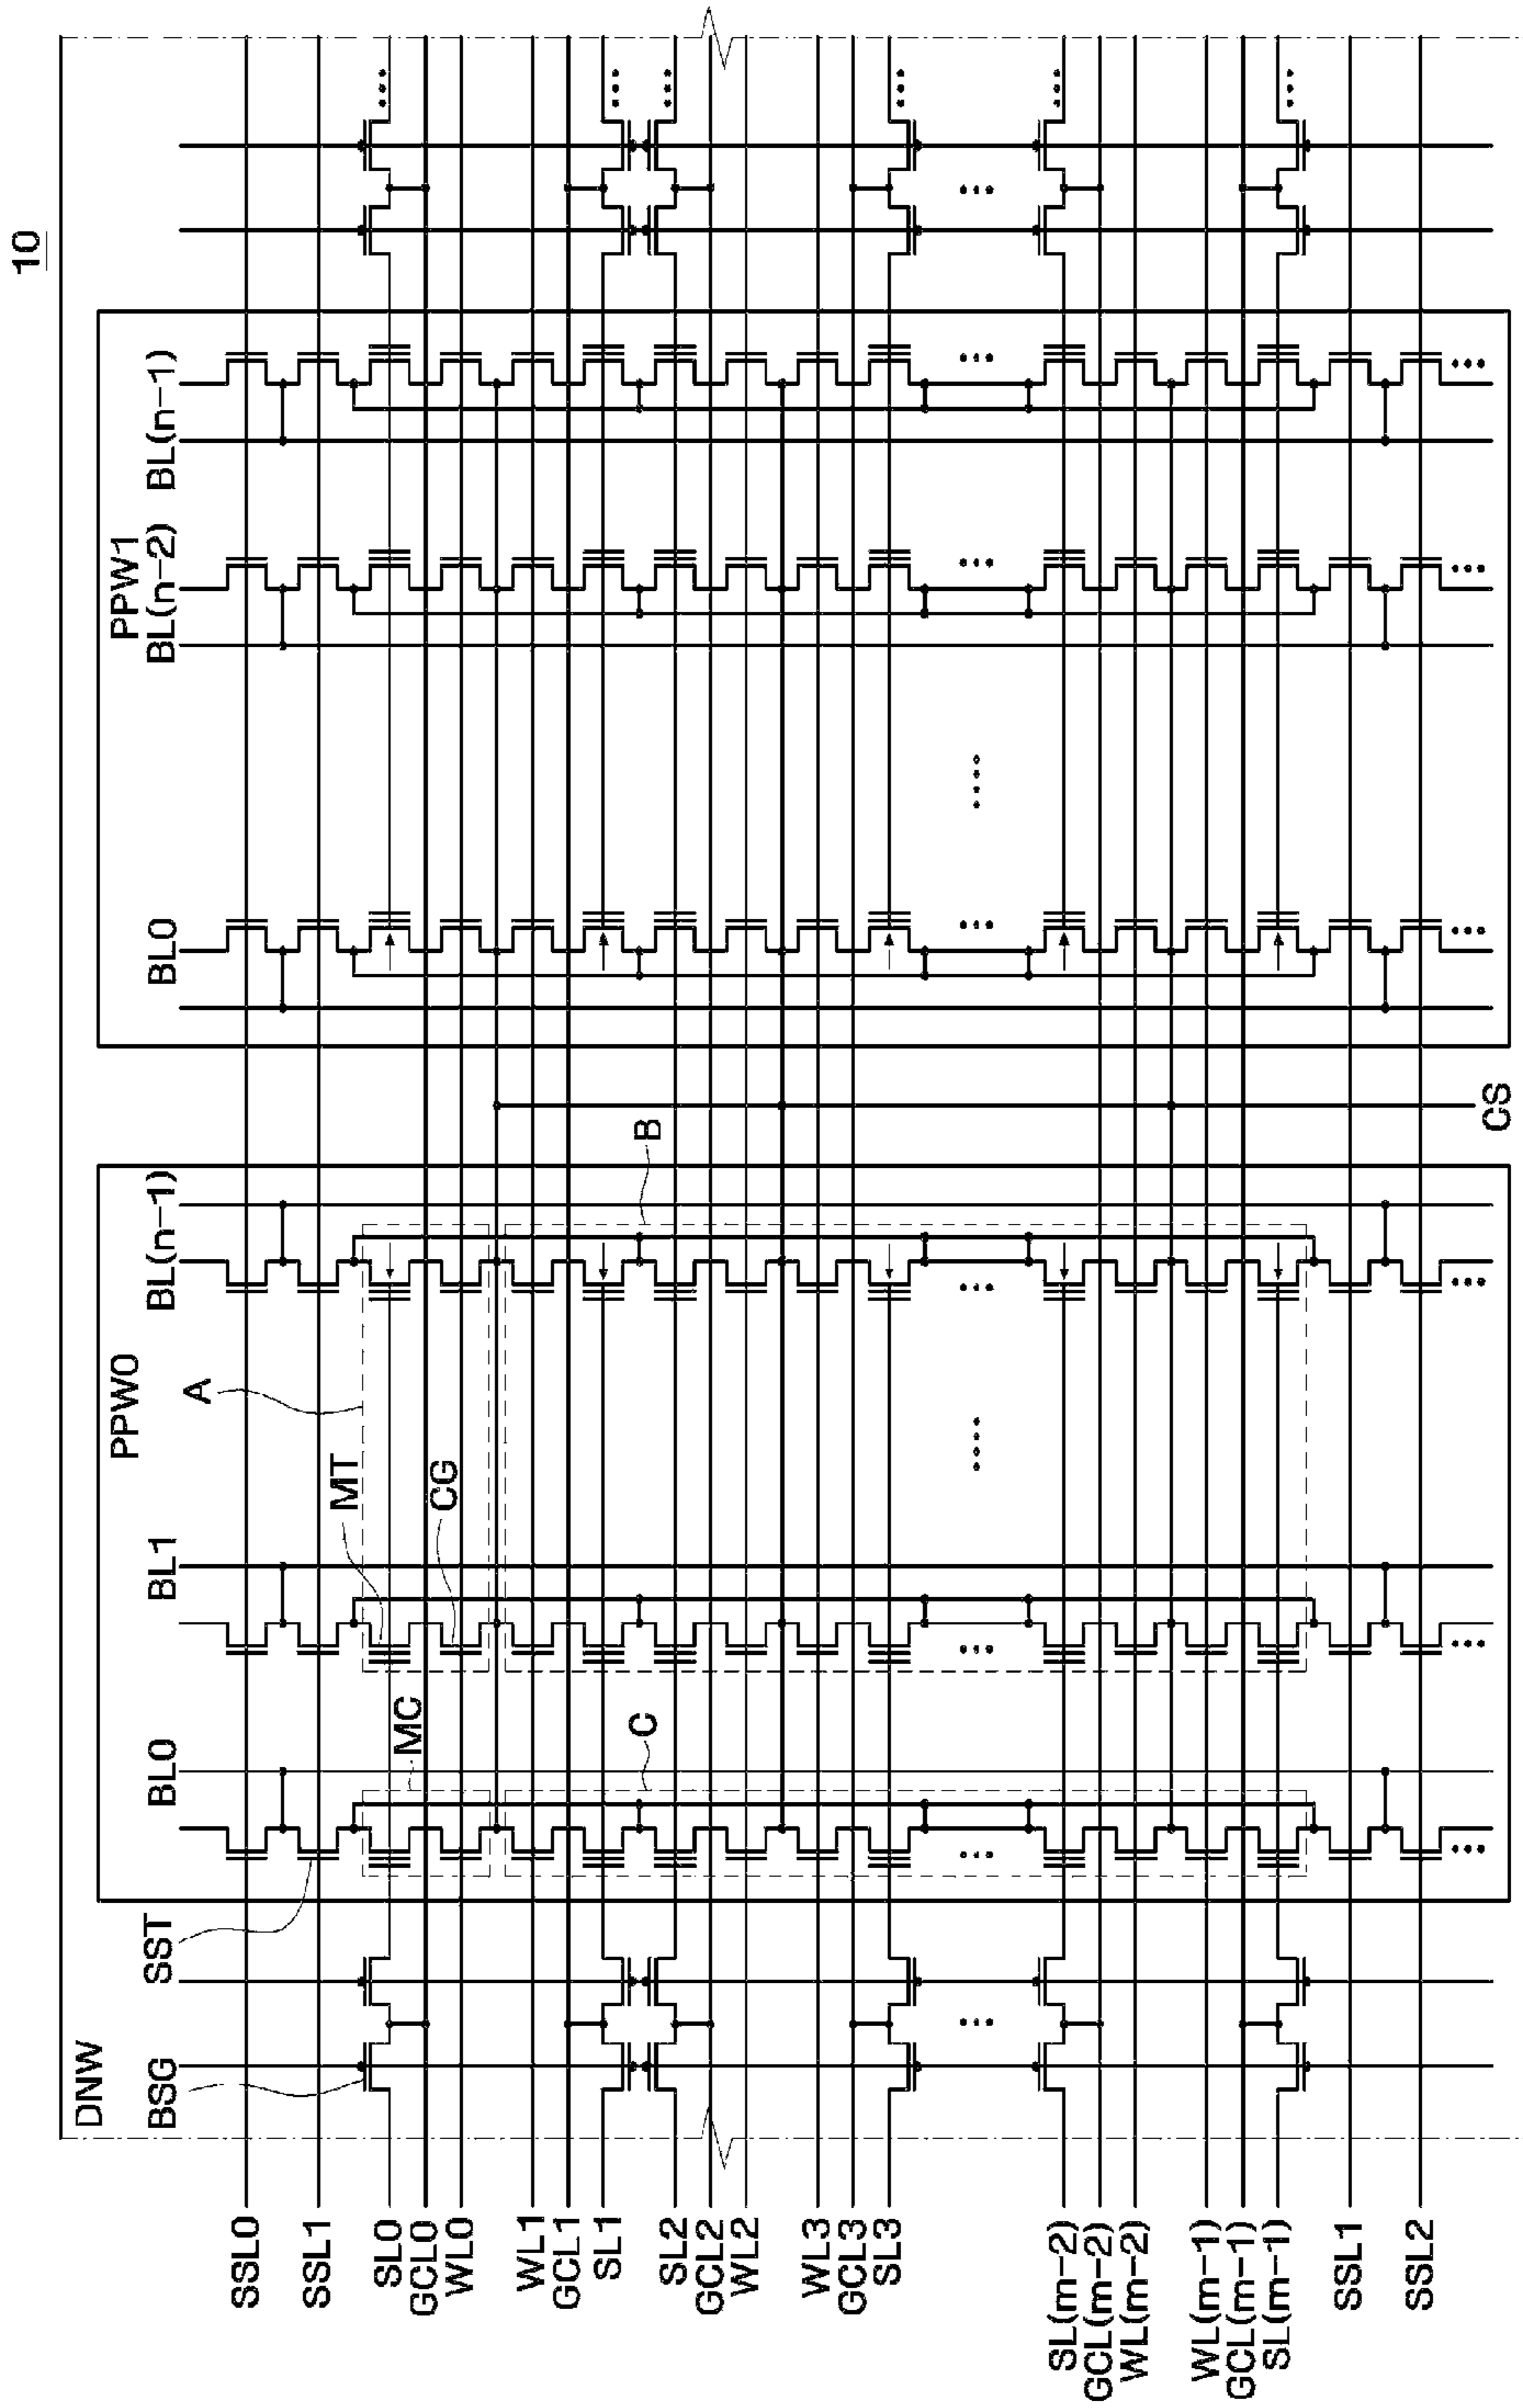 10
DNW
BSG
SST
PPW0
BL0
BL1
BL(n-1)
MC
MT
CG
A
B
C
CS
PPW1
BL0
BL(n-2)
BL(n-1)
SSL0
SSL1
SL0
GCL0
WL0
WL1
GCL1
SL1
SL2
GCL2
WL2
WL3
GCL3
SL3
SL(m-2)
GCL(m-2)
WL(m-2)
WL(m-1)
GCL(m-1)
SL(m-1)
SSL1
SSL2